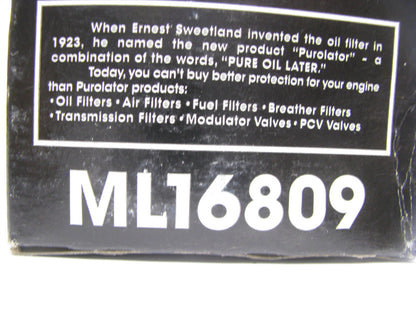 When Ernest Sweetland invented the oil filter in
1923, he named the new product "Purolator" - a
combination of the words, "PURE OIL LATER."
Today, you can't buy better protection for your engine
than Purolator products:
• Oil Filters • Air Filters • Fuel Filters • Breather Filters
• Transmission Filters • Modulator Valves • PCV Valves
ML16809